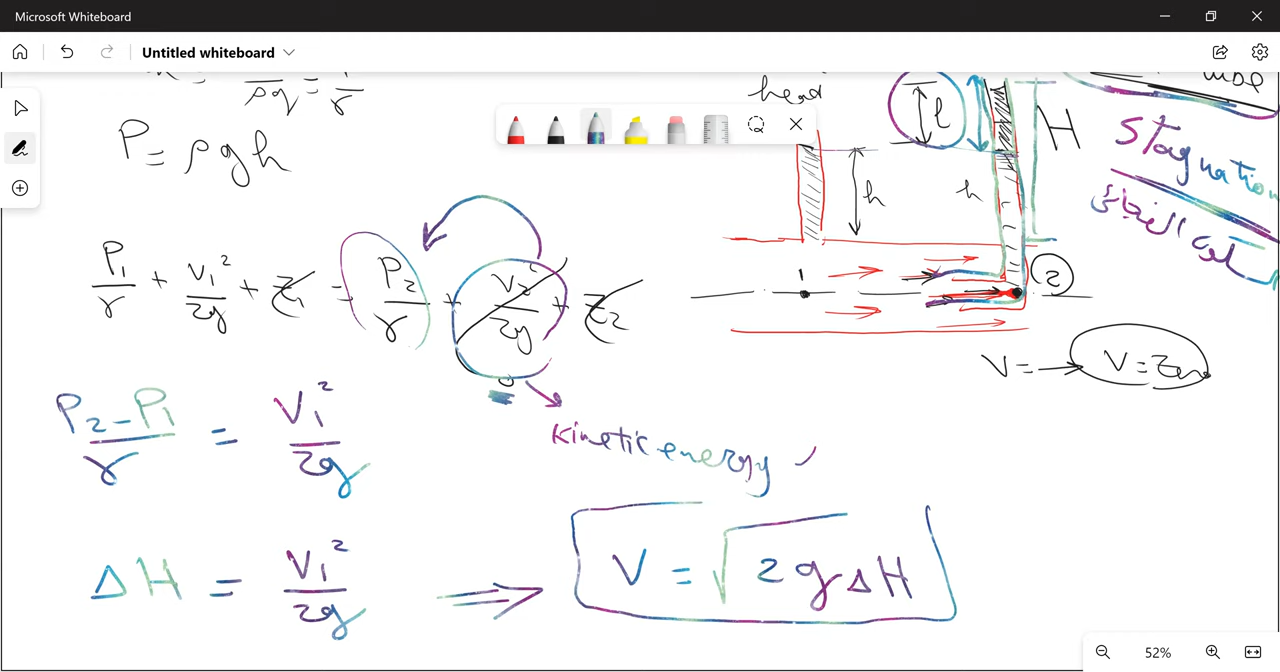 Microsoft Whiteboard
Untitled whiteboard
head
l
H
Stagnation
P = ρgh
h
h
1
2
P₁/γ + V₁²/2g + Z₁ = P₂/γ + V₂²/2g + Z₂
0
V = → V = Zero
P₂ - P₁/γ = V₁²/2g
Kinetic energy
ΔH = V₁²/2g ⇒ V = √2gΔH
52%